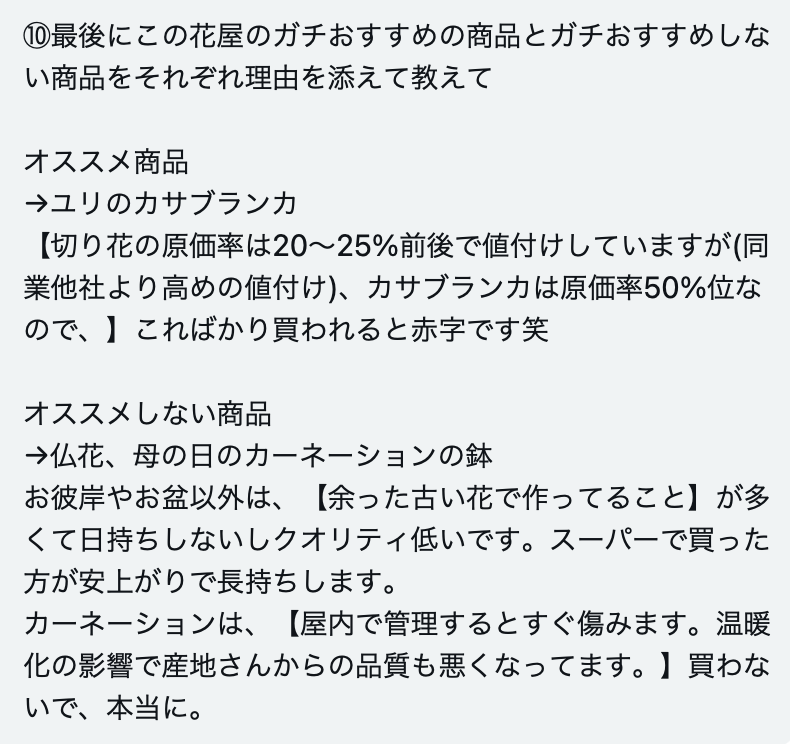 ⑩最後にこの花屋のガチおすすめの商品とガチおすすめしな
い商品をそれぞれ理由を添えて教えて
オススメ商品
→ユリのカサブランカ
【切り花の原価率は20〜25%前後で値付けしていますが(同
業他社より高めの値付け)、カサブランカは原価率50%位な
ので、】こればかり買われると赤字です笑
オススメしない商品
→仏花、母の日のカーネーションの鉢
お彼岸やお盆以外は、【余った古い花で作ってること】が多
くて日持ちしないしクオリティ低いです。スーパーで買った
方が安上がりで長持ちします。
カーネーションは、【屋内で管理するとすぐ傷みます。温暖
化の影響で産地さんからの品質も悪くなってます。】買わな
いで、本当に。